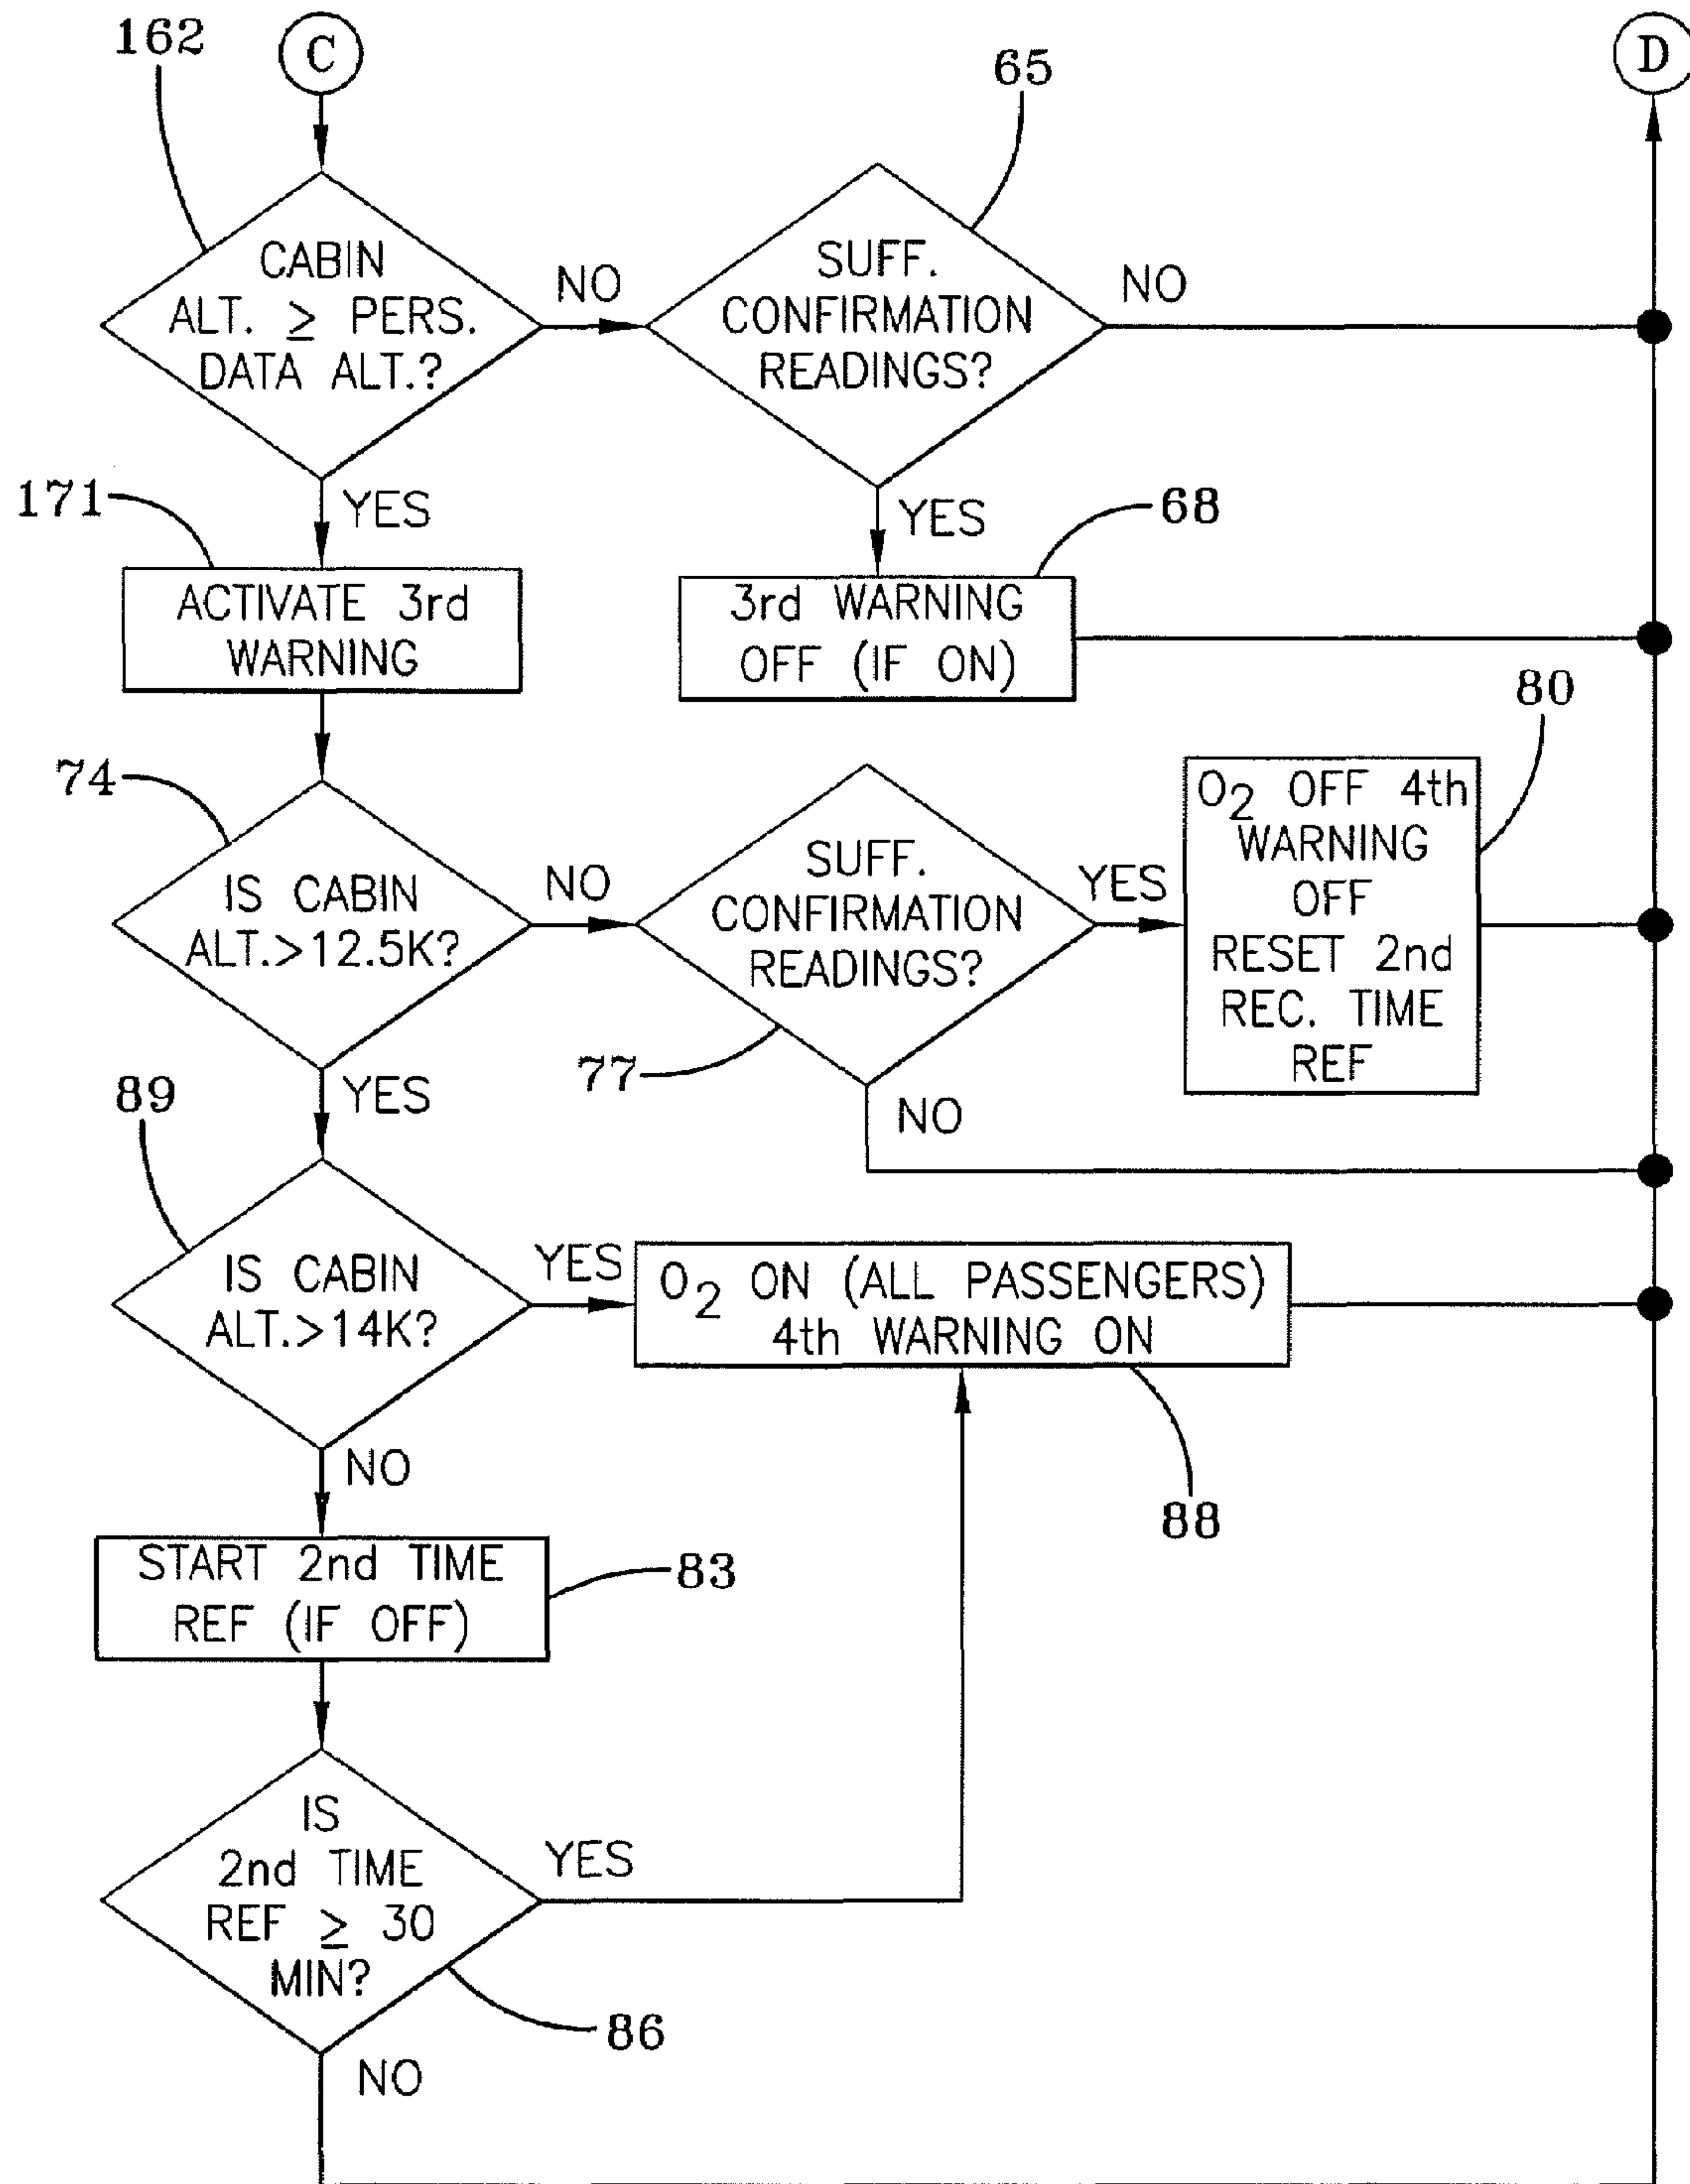 162
C
D
65
CABIN
ALT. ≥ PERS.
DATA ALT.?
NO
SUFF.
CONFIRMATION
READINGS?
NO
171
YES
YES
68
ACTIVATE 3rd
WARNING
3rd WARNING
OFF (IF ON)
80
74
IS CABIN
ALT.>12.5K?
NO
SUFF.
CONFIRMATION
READINGS?
YES
O2 OFF 4th
WARNING
OFF
RESET 2nd
REC. TIME
REF
77
89
YES
NO
IS CABIN
ALT.>14K?
YES
O2 ON (ALL PASSENGERS)
4th WARNING ON
88
NO
START 2nd TIME
REF (IF OFF)
83
IS
2nd TIME
REF ≥ 30
MIN?
YES
86
NO